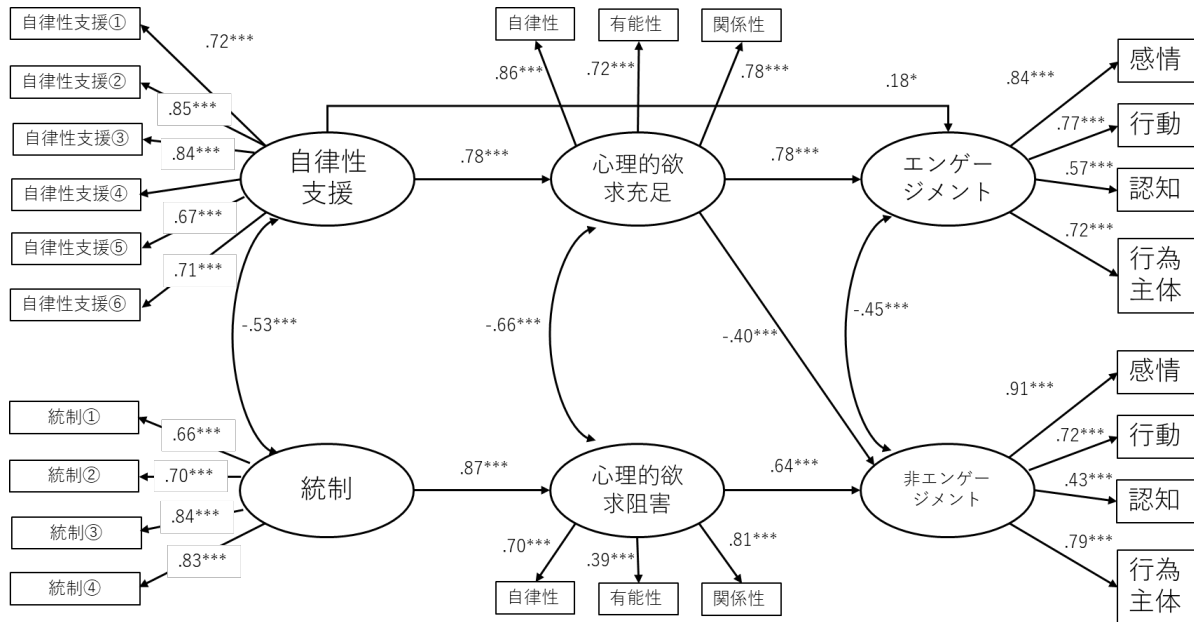 自律性支援①
自律性支援②
自律性支援③
自律性支援④
自律性支援⑤
自律性支援⑥
.72***
.85***
.84***
.67***
.71***
自律性
支援
自律性
有能性
関係性
.86***
.72***
.78***
.18*
.78***
心理的欲
求充足
.78***
エンゲー
ジメント
.84***
.77***
.57***
.72***
感情
行動
認知
行為
主体
-.53***
-.66***
-.40***
-.45***
統制①
統制②
統制③
統制④
.66***
.70***
.84***
.83***
統制
.87***
心理的欲
求阻害
.64***
非エンゲー
ジメント
.70***
.39***
.81***
自律性
有能性
関係性
.91***
.72***
.43***
.79***
感情
行動
認知
行為
主体